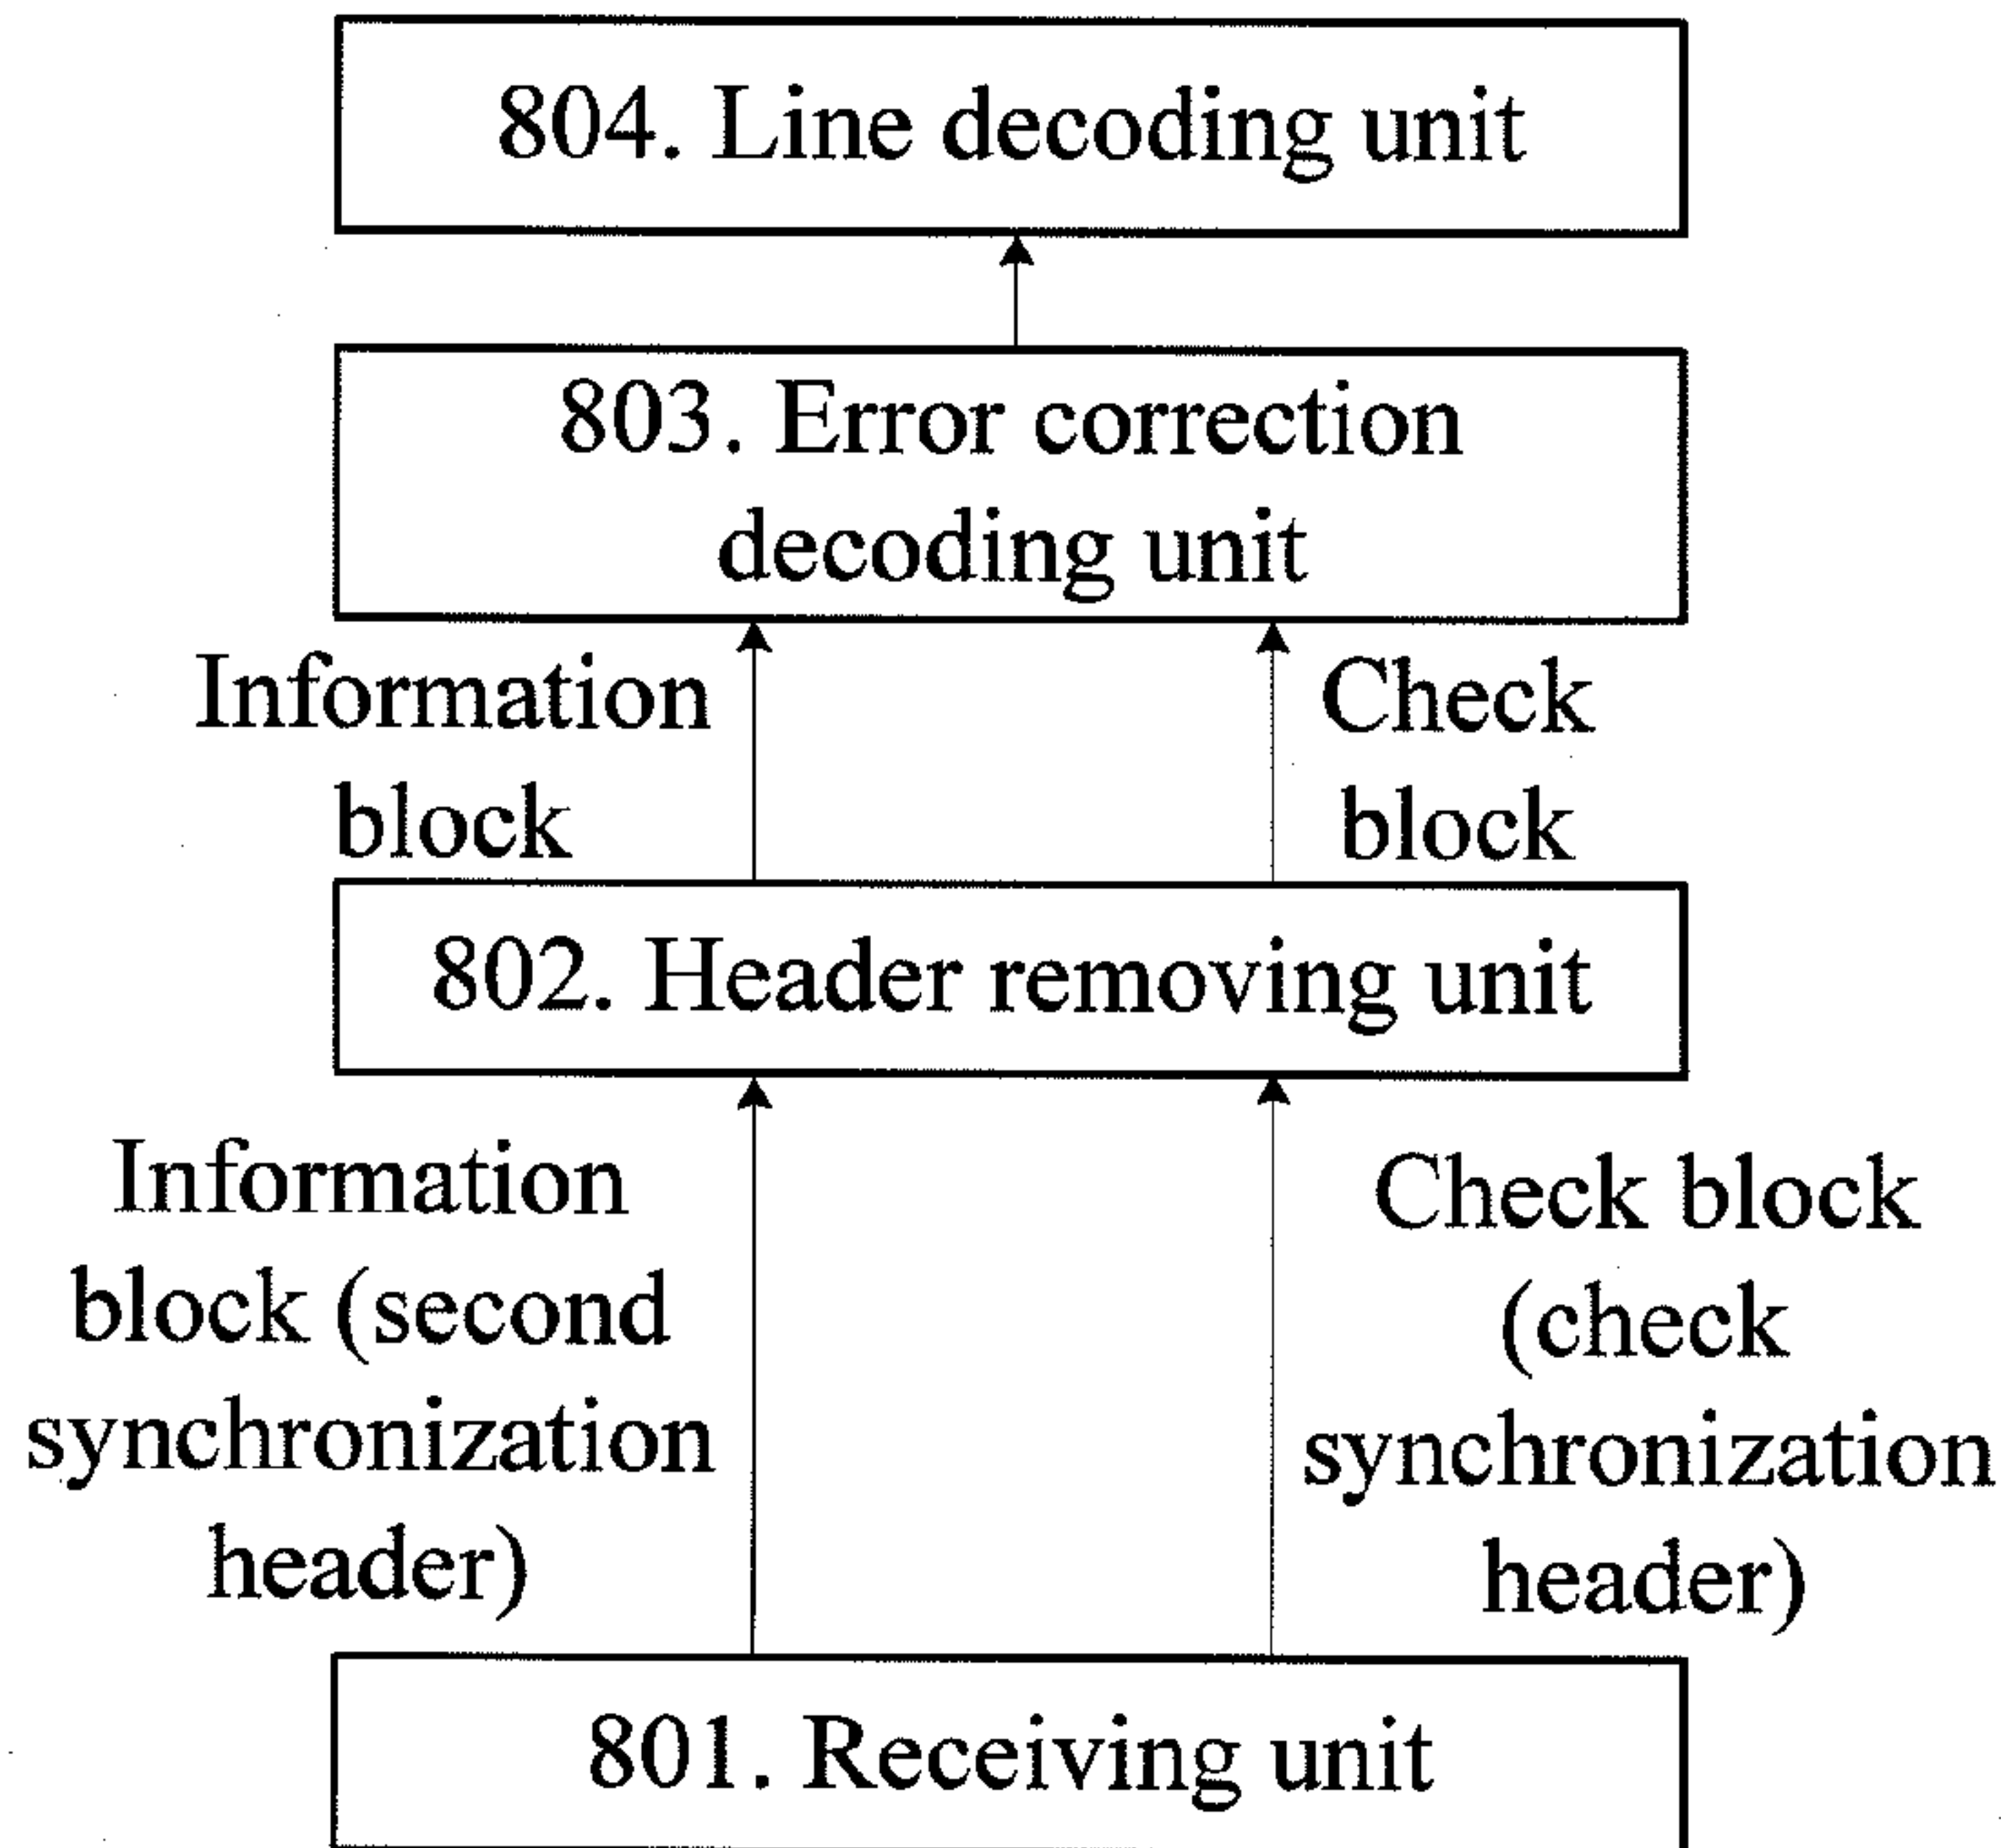 804. Line decoding unit
803. Error correction
decoding unit
Information
block
Check
block
802. Header removing unit
Information
block (second
synchronization
header)
Check block
(check
synchronization
header)
801. Receiving unit